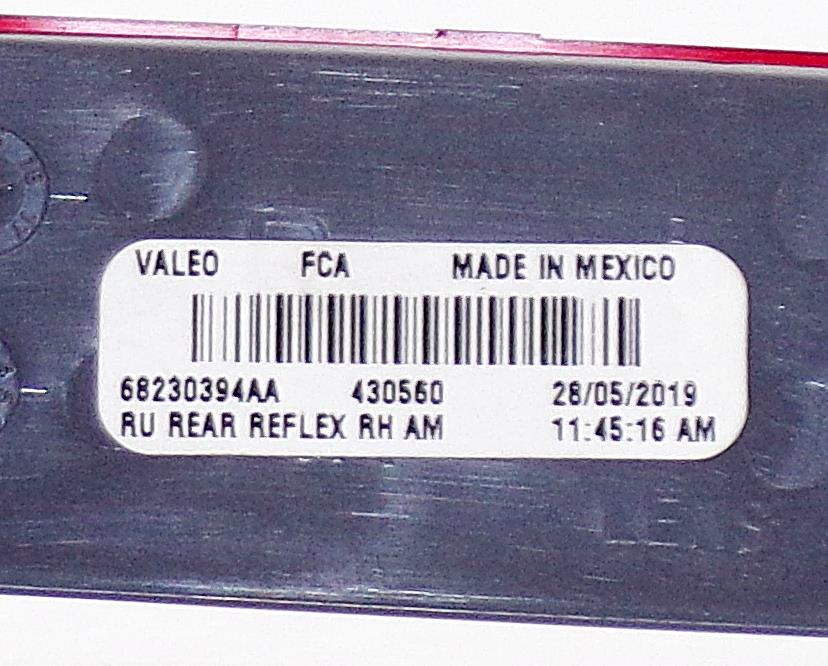 VALEO FCA MADE IN MEXICO
68230394AA 430560 28/05/2019
RU REAR REFLEX RH AM 11:45:16 AM
LENS